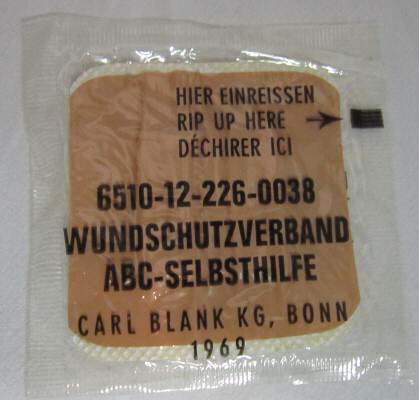 HIER EINREISSEN
RIP UP HERE
DÉCHIRER ICI
6510-12-226-0038
WUNDSCHUTZVERBAND
ABC-SELBSTHILFE
CARL BLANK KG, BONN
1969